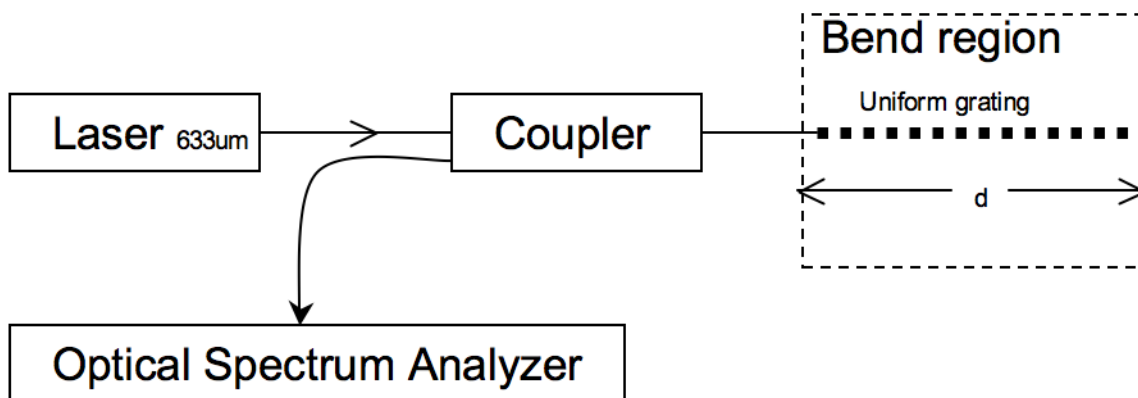 Bend region
Uniform grating
Laser 633um
Coupler
d
Optical Spectrum Analyzer